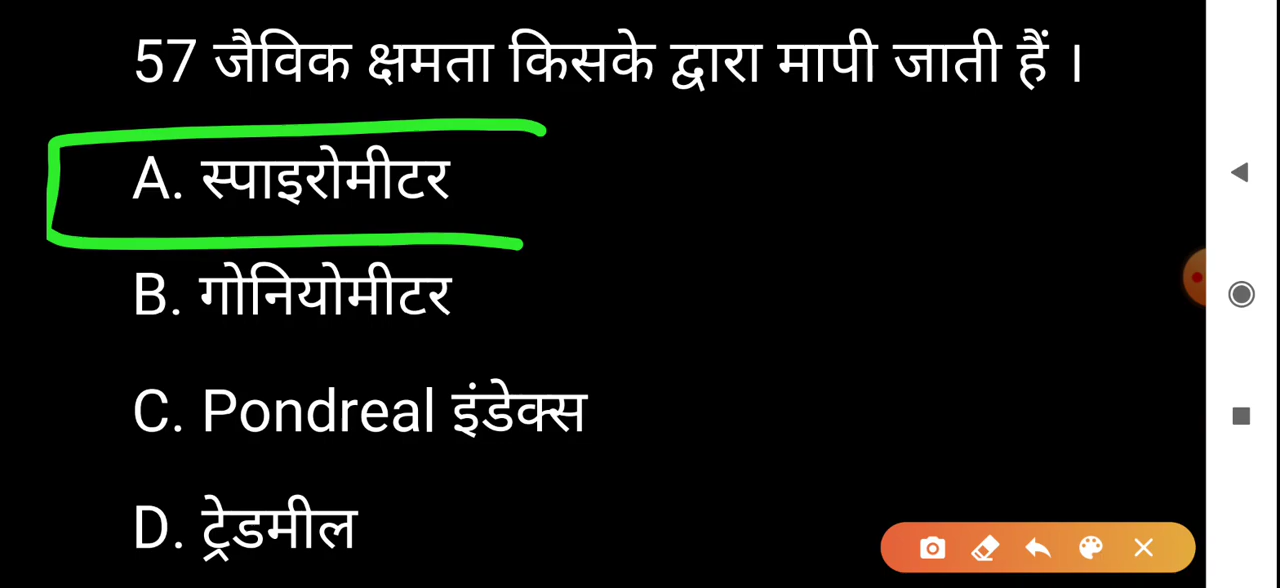 57 जैविक क्षमता किसके द्वारा मापी जाती हैं ।
A. स्पाइरोमीटर
B. गोनियोमीटर
C. Pondreal इंडेक्स
D. ट्रेडमील